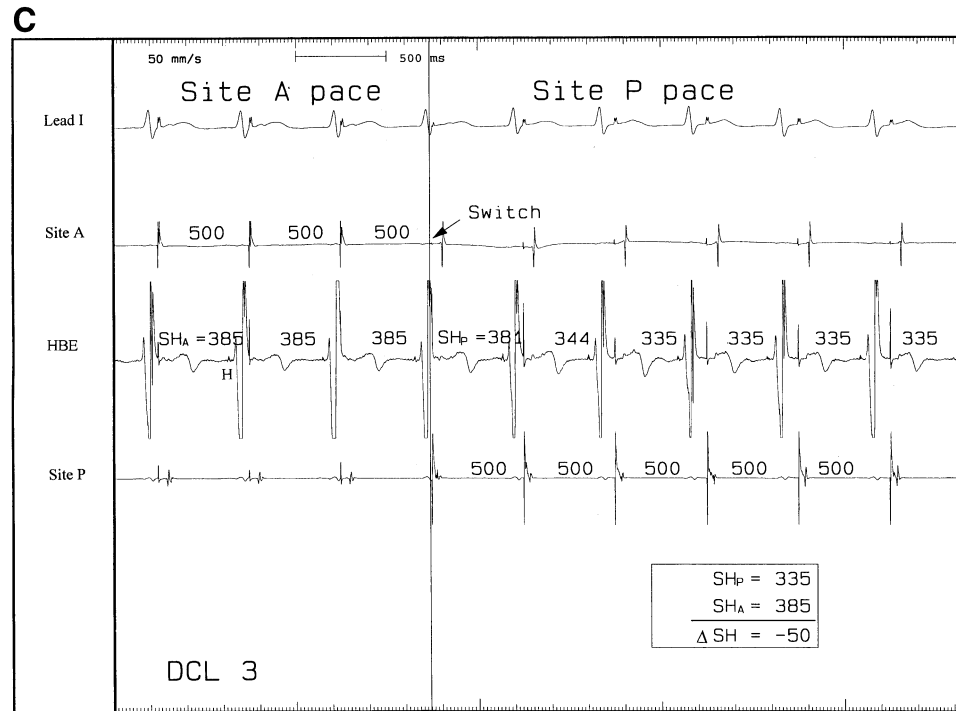 C
50 mm/s 500 ms
Site A pace Site P pace
Lead I
Switch
Site A 500 500 500
HBE SHA = 385 385 385 SHP = 381 344 335 335 335 335
H
Site P 500 500 500 500 500
SHP = 335
SHA = 385
Δ SH = -50
DCL 3